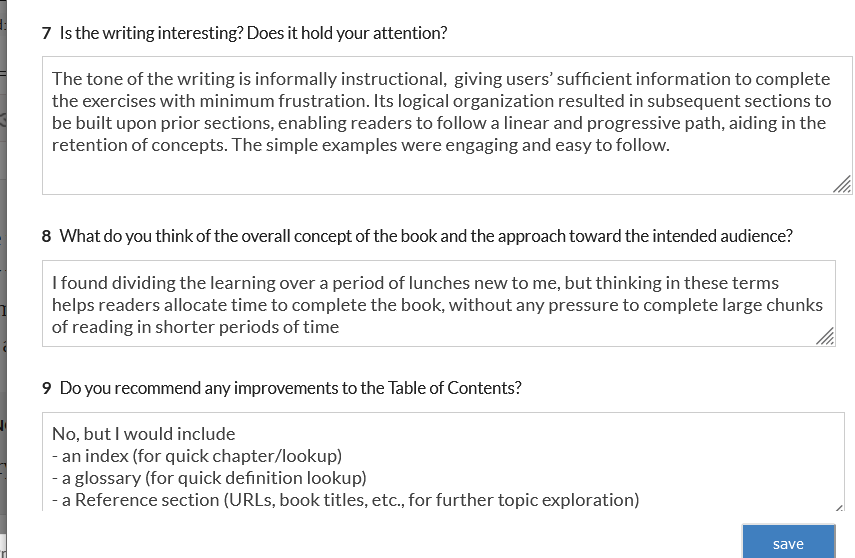 7 Is the writing interesting? Does it hold your attention?
The tone of the writing is informally instructional,  giving users’ sufficient information to complete
the exercises with minimum frustration. Its logical organization resulted in subsequent sections to
be built upon prior sections, enabling readers to follow a linear and progressive path, aiding in the
retention of concepts. The simple examples were engaging and easy to follow.
8 What do you think of the overall concept of the book and the approach toward the intended audience?
I found dividing the learning over a period of lunches new to me, but thinking in these terms
helps readers allocate time to complete the book, without any pressure to complete large chunks
of reading in shorter periods of time
9 Do you recommend any improvements to the Table of Contents?
No, but I would include
- an index (for quick chapter/lookup)
- a glossary (for quick definition lookup)
- a Reference section (URLs, book titles, etc., for further topic exploration)
save